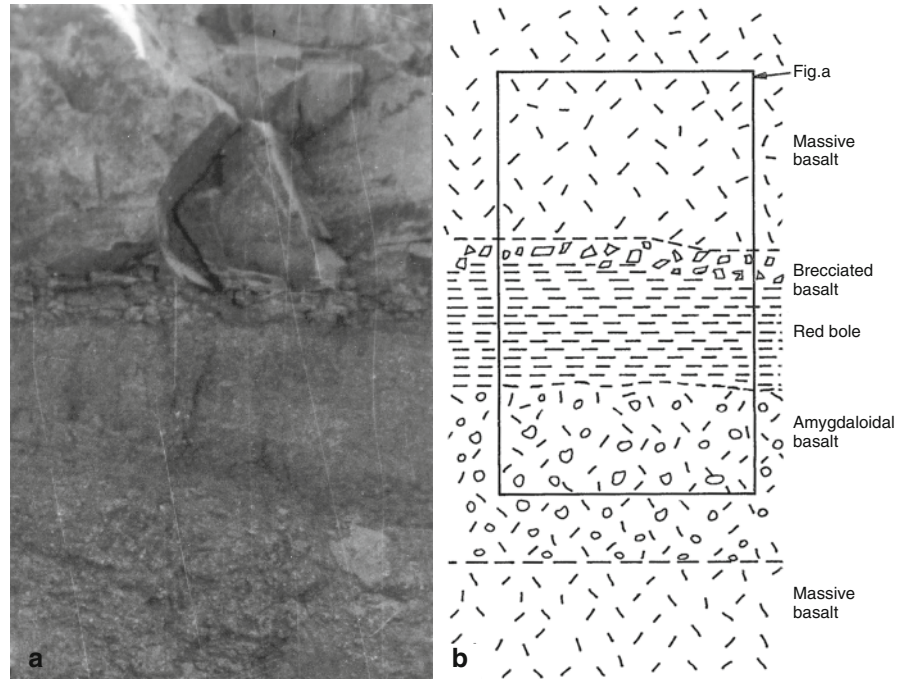 Fig.a
Massive
basalt
Brecciated
basalt
Red bole
Amygdaloidal
basalt
Massive
basalt
a
b